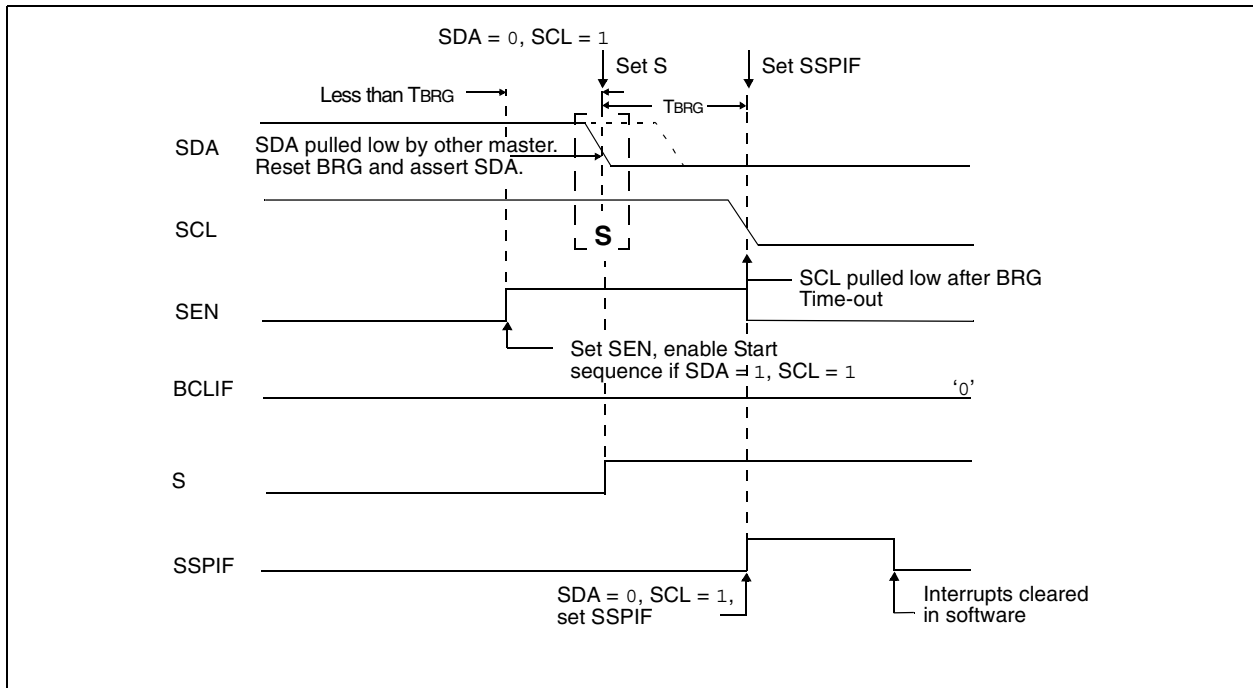 SDA = 0, SCL = 1
Set S
Set SSPIF
Less than TBRG
TBRG
SDA
SDA pulled low by other master.
Reset BRG and assert SDA.
SCL
S
SCL pulled low after BRG
Time-out
SEN
Set SEN, enable Start
sequence if SDA = 1, SCL = 1
BCLIF
‘0’
S
SSPIF
SDA = 0, SCL = 1,
set SSPIF
Interrupts cleared
in software